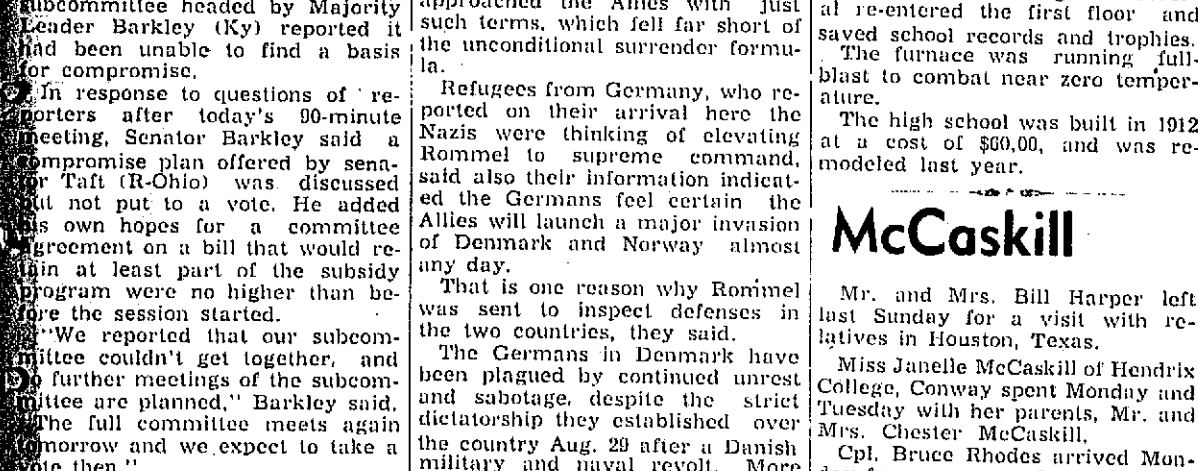 subcommittee headed by Majority
Leader Barkley (Ky) reported it
had been unable to find a basis
for compromise.
In response to questions of re-
porters after today's 90-minute
meeting, Senator Barkley said a
compromise plan offered by sena-
tor Taft (R-Ohio) was discussed
but not put to a vote. He added
his own hopes for a committee
agreement on a bill that would re-
tain at least part of the subsidy
program were no higher than be-
fore the session started.
"We reported that our subcom-
mittee couldn't get together, and
no further meetings of the subcom-
mittee are planned," Barkley said.
"The full committee meets again
tomorrow and we expect to take a
vote then."
approached the Allies with just
such terms, which fell far short of
the unconditional surrender formu-
la.
Refugees from Germany, who re-
ported on their arrival here the
Nazis were thinking of elevating
Rommel to supreme command,
said also their information indicat-
ed the Germans feel certain the
Allies will launch a major invasion
of Denmark and Norway almost
any day.
That is one reason why Rommel
was sent to inspect defenses in
the two countries, they said.
The Germans in Denmark have
been plagued by continued unrest
and sabotage, despite the strict
dictatorship they established over
the country Aug. 29 after a Danish
military and naval revolt. More
al re-entered the first floor and
saved school records and trophies.
The furnace was running full-
blast to combat near zero temper-
ature.
The high school was built in 1912
at a cost of $60,00, and was re-
modeled last year.
McCaskill
Mr. and Mrs. Bill Harper left
last Sunday for a visit with re-
latives in Houston, Texas.
Miss Janelle McCaskill of Hendrix
College, Conway spent Monday and
Tuesday with her parents, Mr. and
Mrs. Chester McCaskill.
Cpl. Bruce Rhodes arrived Mon-